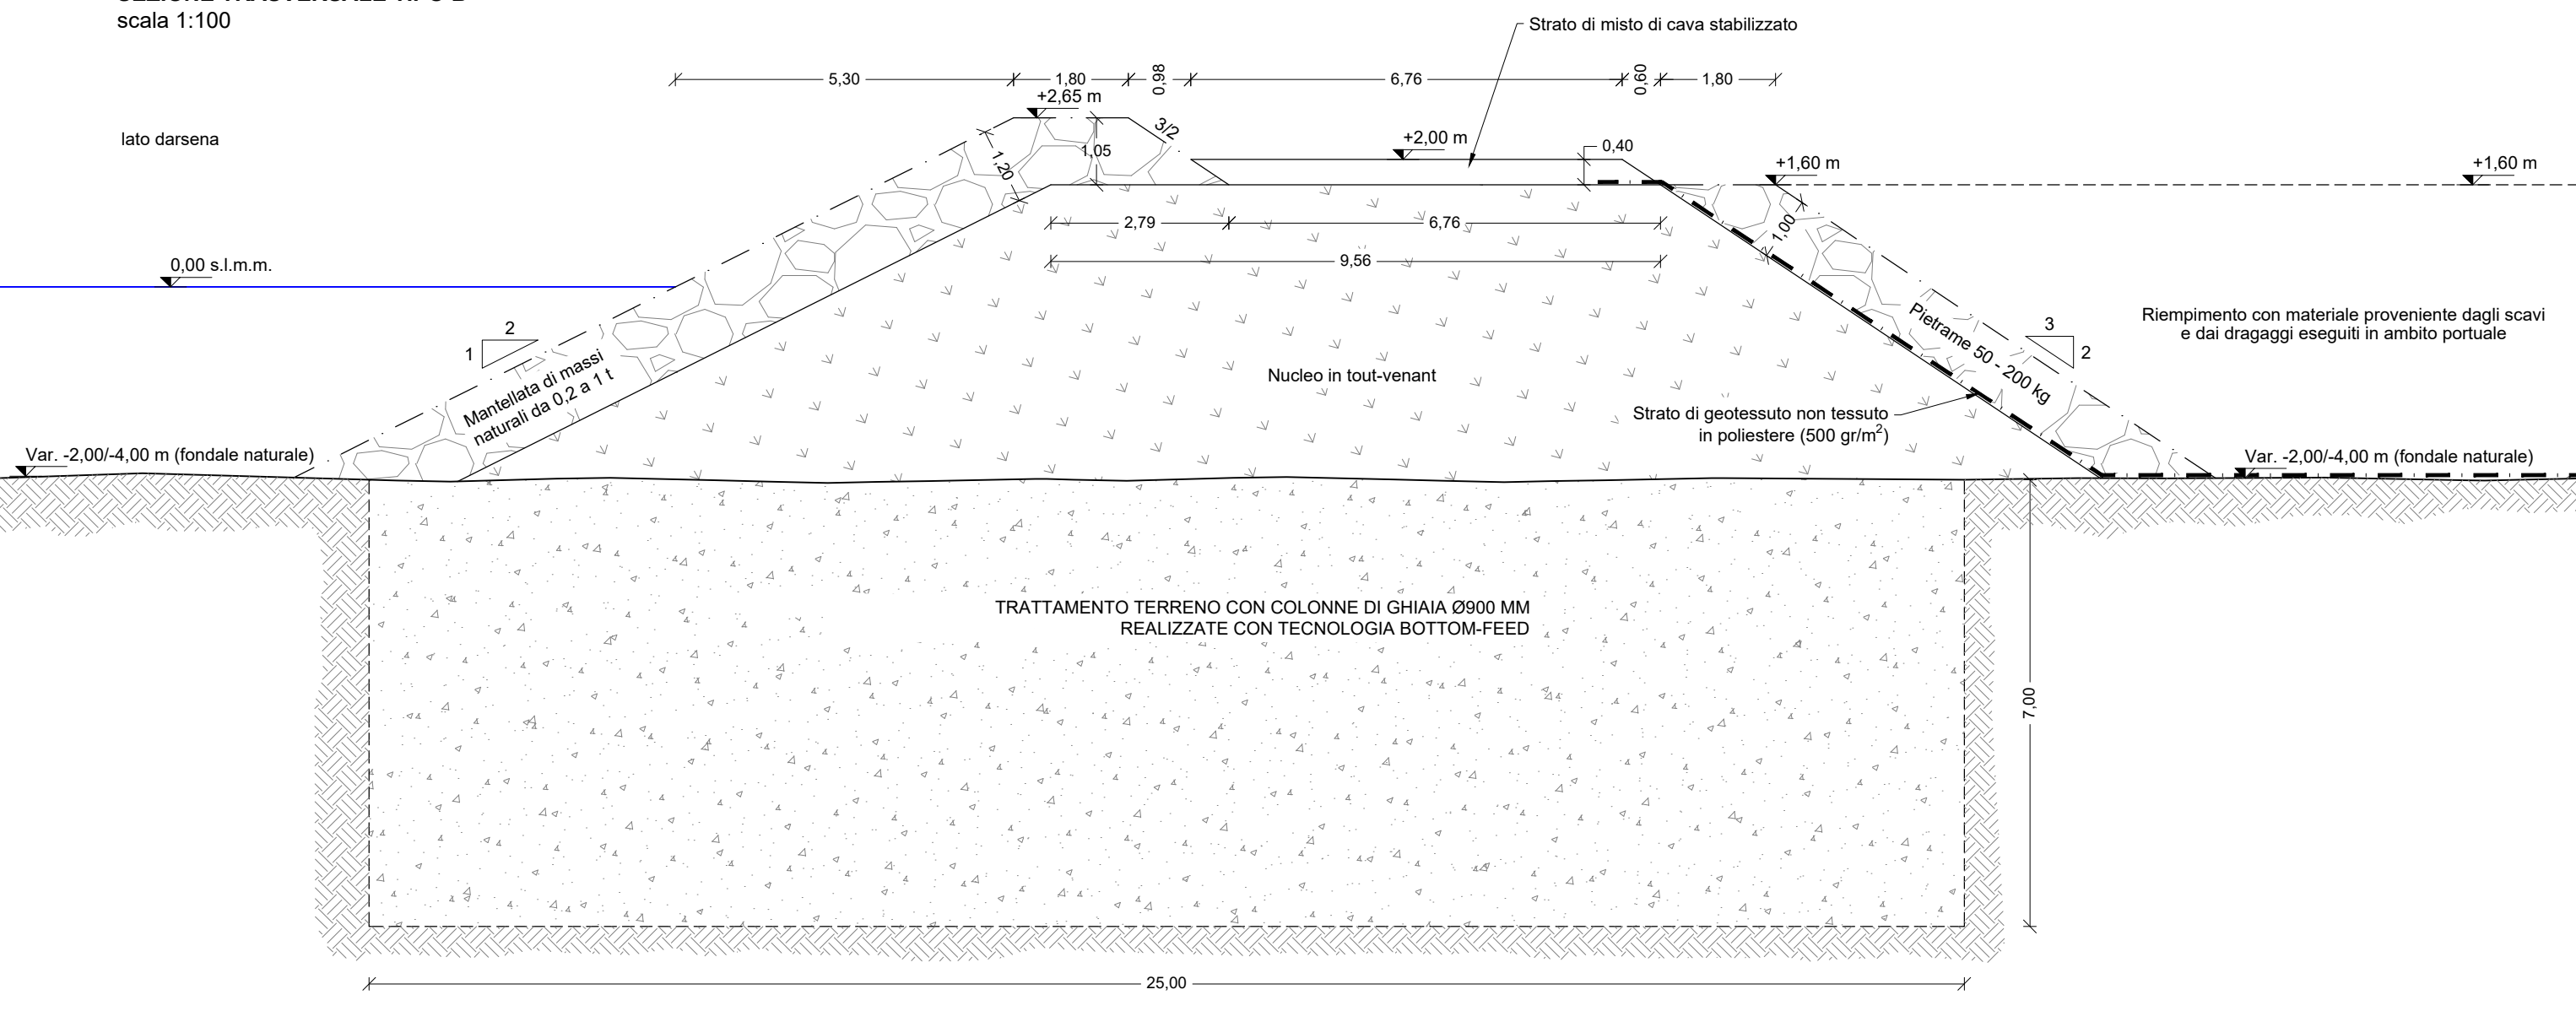 scala 1:100
Strato di misto di cava stabilizzato
5,30
1,80
0,98
6,76
0,60
1,80
+2,65 m
lato darsena
3/2
1,05
1,20
+2,00 m
0,40
+1,60 m
+1,60 m
2,79
6,76
1,00
9,56
0,00 s.l.m.m.
2
1
Mantellata di massi
naturali da 0,2 a 1 t
Nucleo in tout-venant
Pietrame 50 - 200 kg
3
2
Riempimento con materiale proveniente dagli scavi
e dai dragaggi eseguiti in ambito portuale
Strato di geotessuto non tessuto
in poliestere (500 gr/m²)
Var. -2,00/-4,00 m (fondale naturale)
Var. -2,00/-4,00 m (fondale naturale)
TRATTAMENTO TERRENO CON COLONNE DI GHIAIA Ø900 MM
REALIZZATE CON TECNOLOGIA BOTTOM-FEED
7,00
25,00